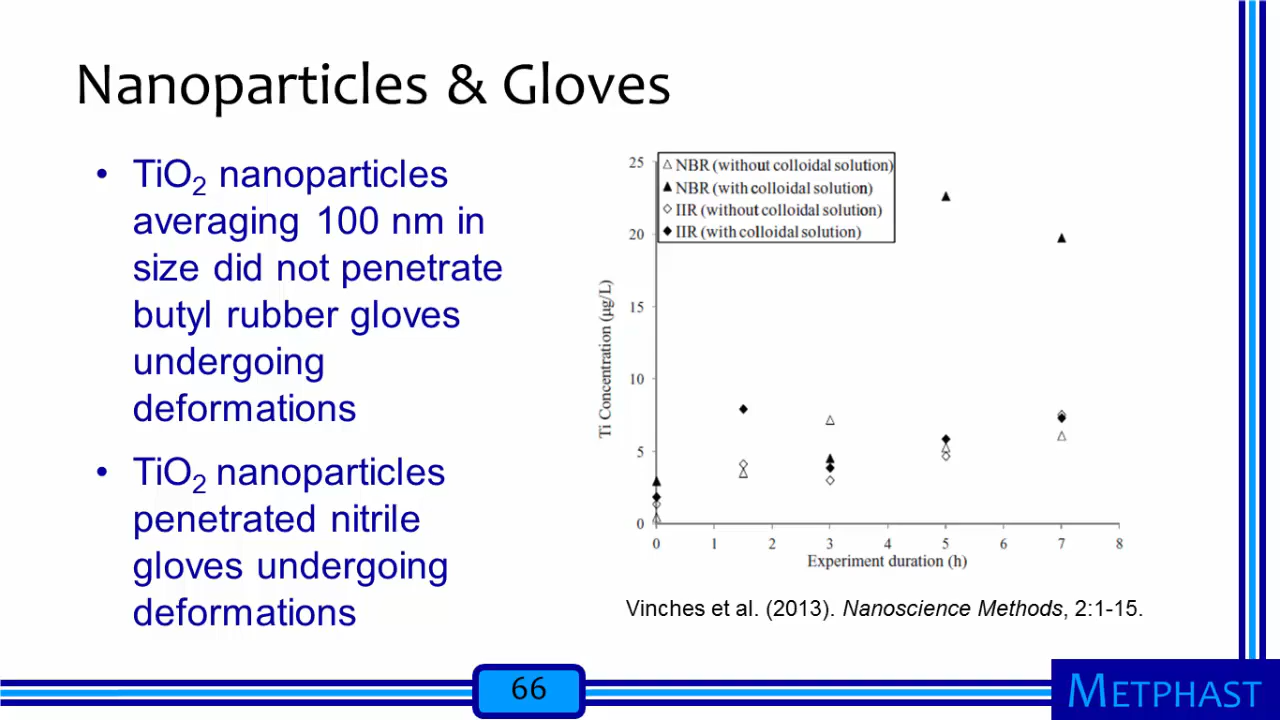 Nanoparticles & Gloves
• TiO2 nanoparticles
averaging 100 nm in
size did not penetrate
butyl rubber gloves
undergoing
deformations
• TiO2 nanoparticles
penetrated nitrile
gloves undergoing
deformations
△ NBR (without colloidal solution)
▲ NBR (with colloidal solution)
◇ IIR (without colloidal solution)
◆ IIR (with colloidal solution)
Ti Concentration (µg/L)
25
20
15
10
5
0
0 1 2 3 4 5 6 7 8
Experiment duration (h)
Vinches et al. (2013). Nanoscience Methods, 2:1-15.
66
METPHAST